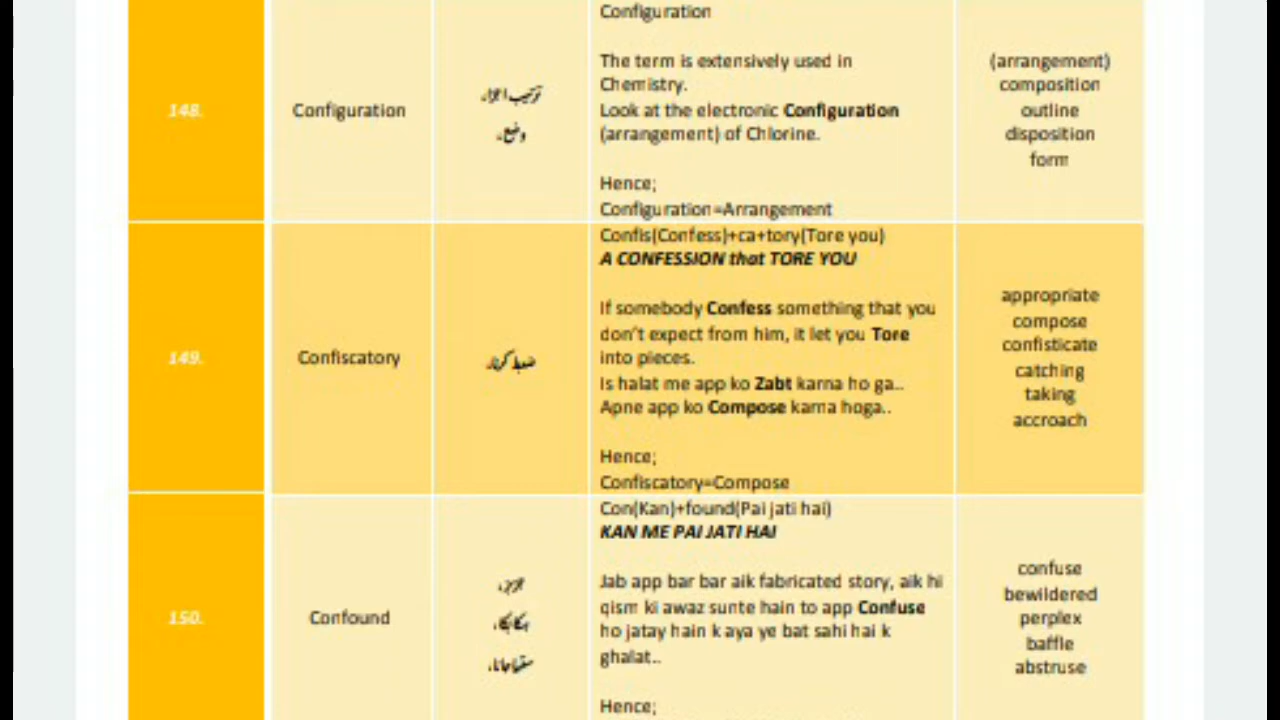 Configuration
The term is extensively used in
Chemistry.
Look at the electronic Configuration
(arrangement) of Chlorine.
Hence;
Configuration=Arrangement
148.
Configuration
ترتیب اجزا،
وضع،
(arrangement)
composition
outline
disposition
form
149.
Confiscatory
ضبط کرنا،
Confis(Confess)+ca+tory(Tore you)
A CONFESSION that TORE YOU
If somebody Confess something that you
don't expect from him, it let you Tore
into pieces.
Is halat me app ko Zabt karna ho ga..
Apne app ko Compose karna hoga..
Hence;
Confiscatory=Compose
appropriate
compose
confisticate
catching
taking
accroach
150.
Confound
ہکابکا،
Con(Kan)+found(Pai jati hai)
KAN ME PAI JATI HAI
Jab app bar bar aik fabricated story, aik hi
qism ki awaz sunte hain to app Confuse
ho jatay hain k aya ye bat sahi hai k
ghalat..
Hence;
confuse
bewildered
perplex
baffle
abstruse